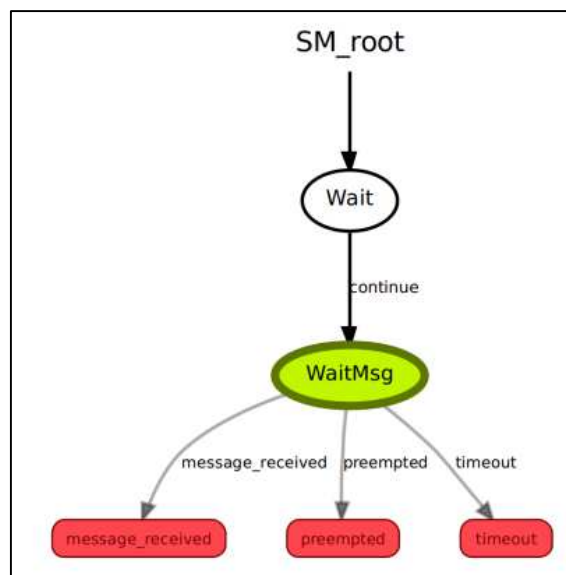 SM_root
Wait
continue
WaitMsg
message_received preempted timeout
message_received preempted timeout